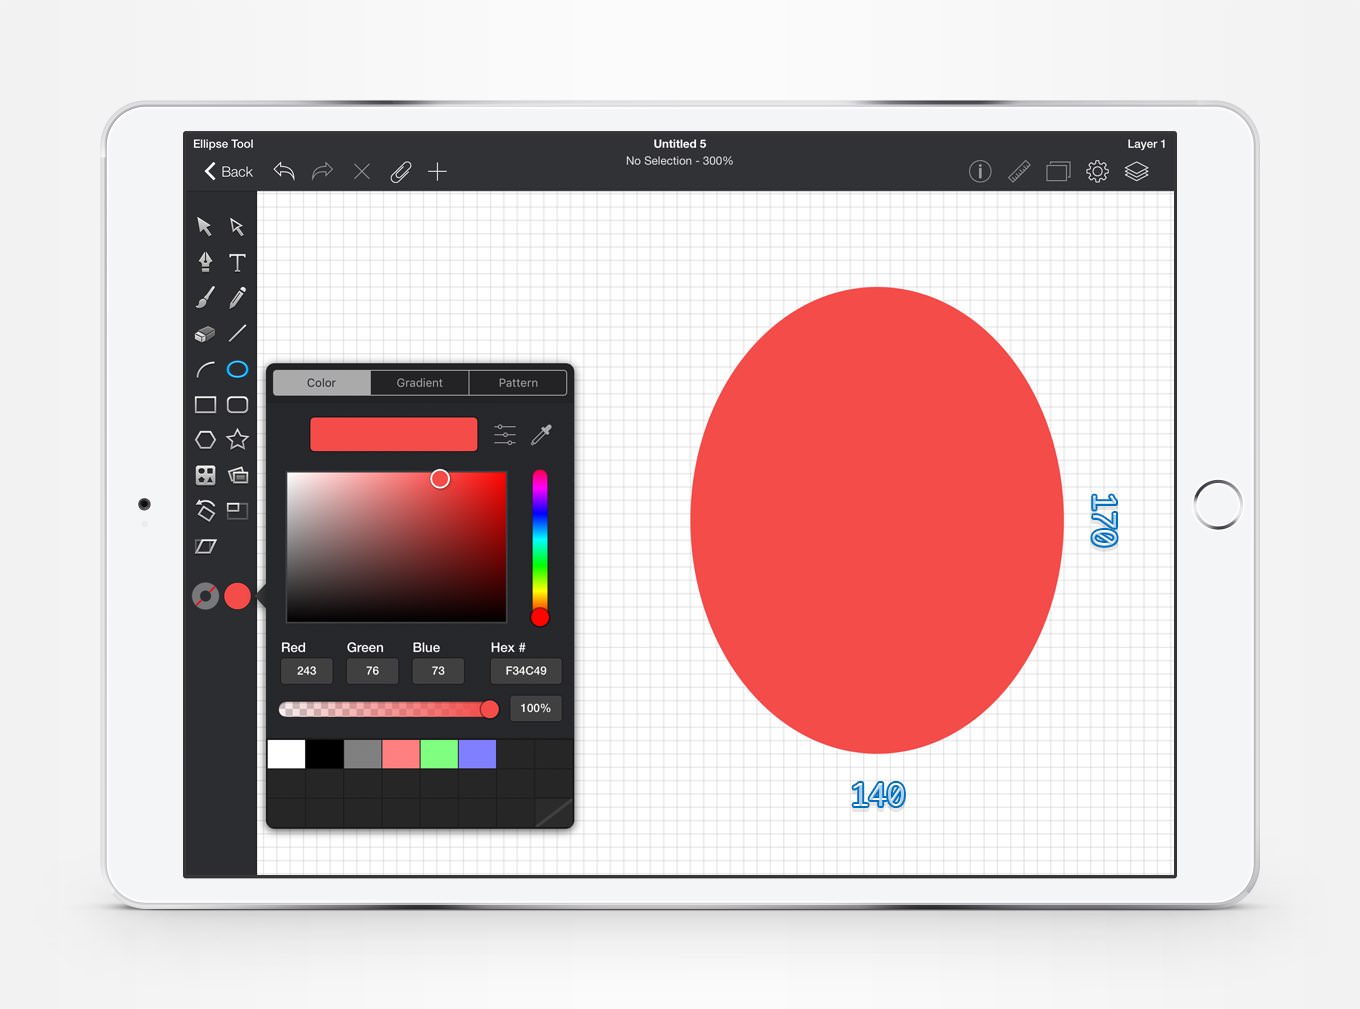 Ellipse Tool
Untitled 5
Layer 1
Back
No Selection - 300%
Color
Gradient
Pattern
Red
Green
Blue
Hex #
243
76
73
F34C49
100%
170
140